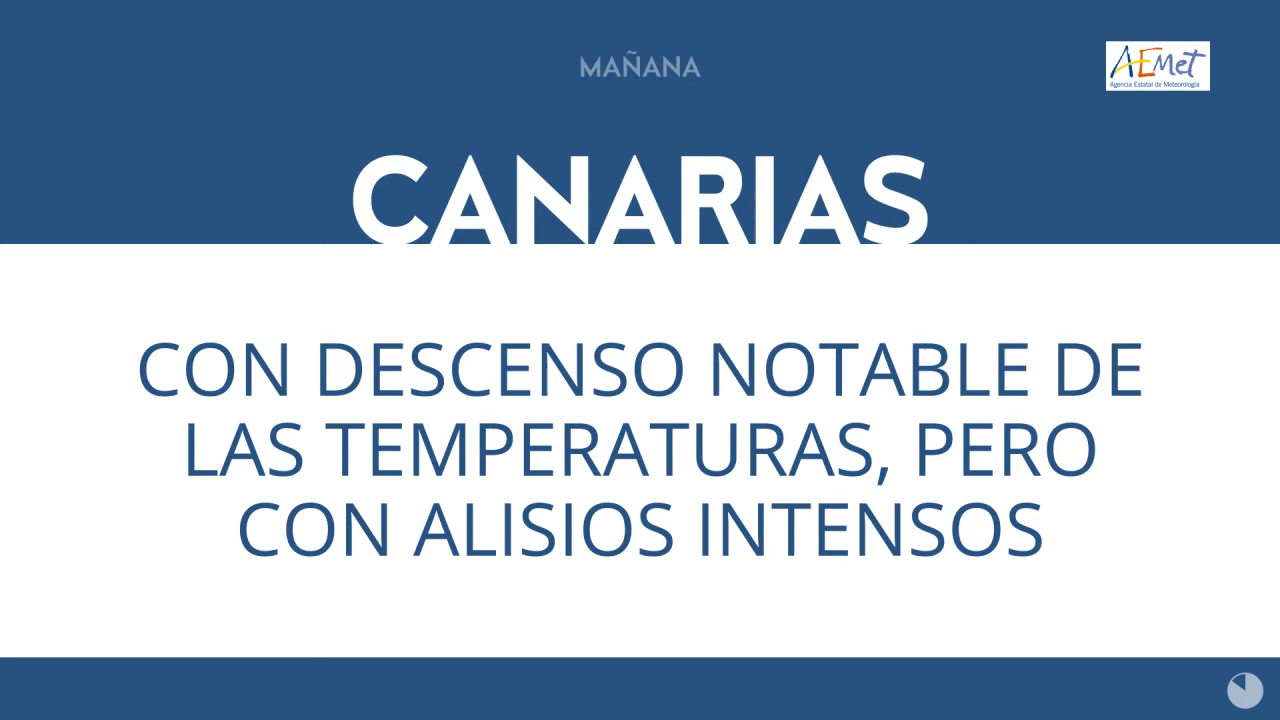 MAÑANA
AEMet
Agencia Estatal de Meteorología
CANARIAS
CON DESCENSO NOTABLE DE
LAS TEMPERATURAS, PERO
CON ALISIOS INTENSOS